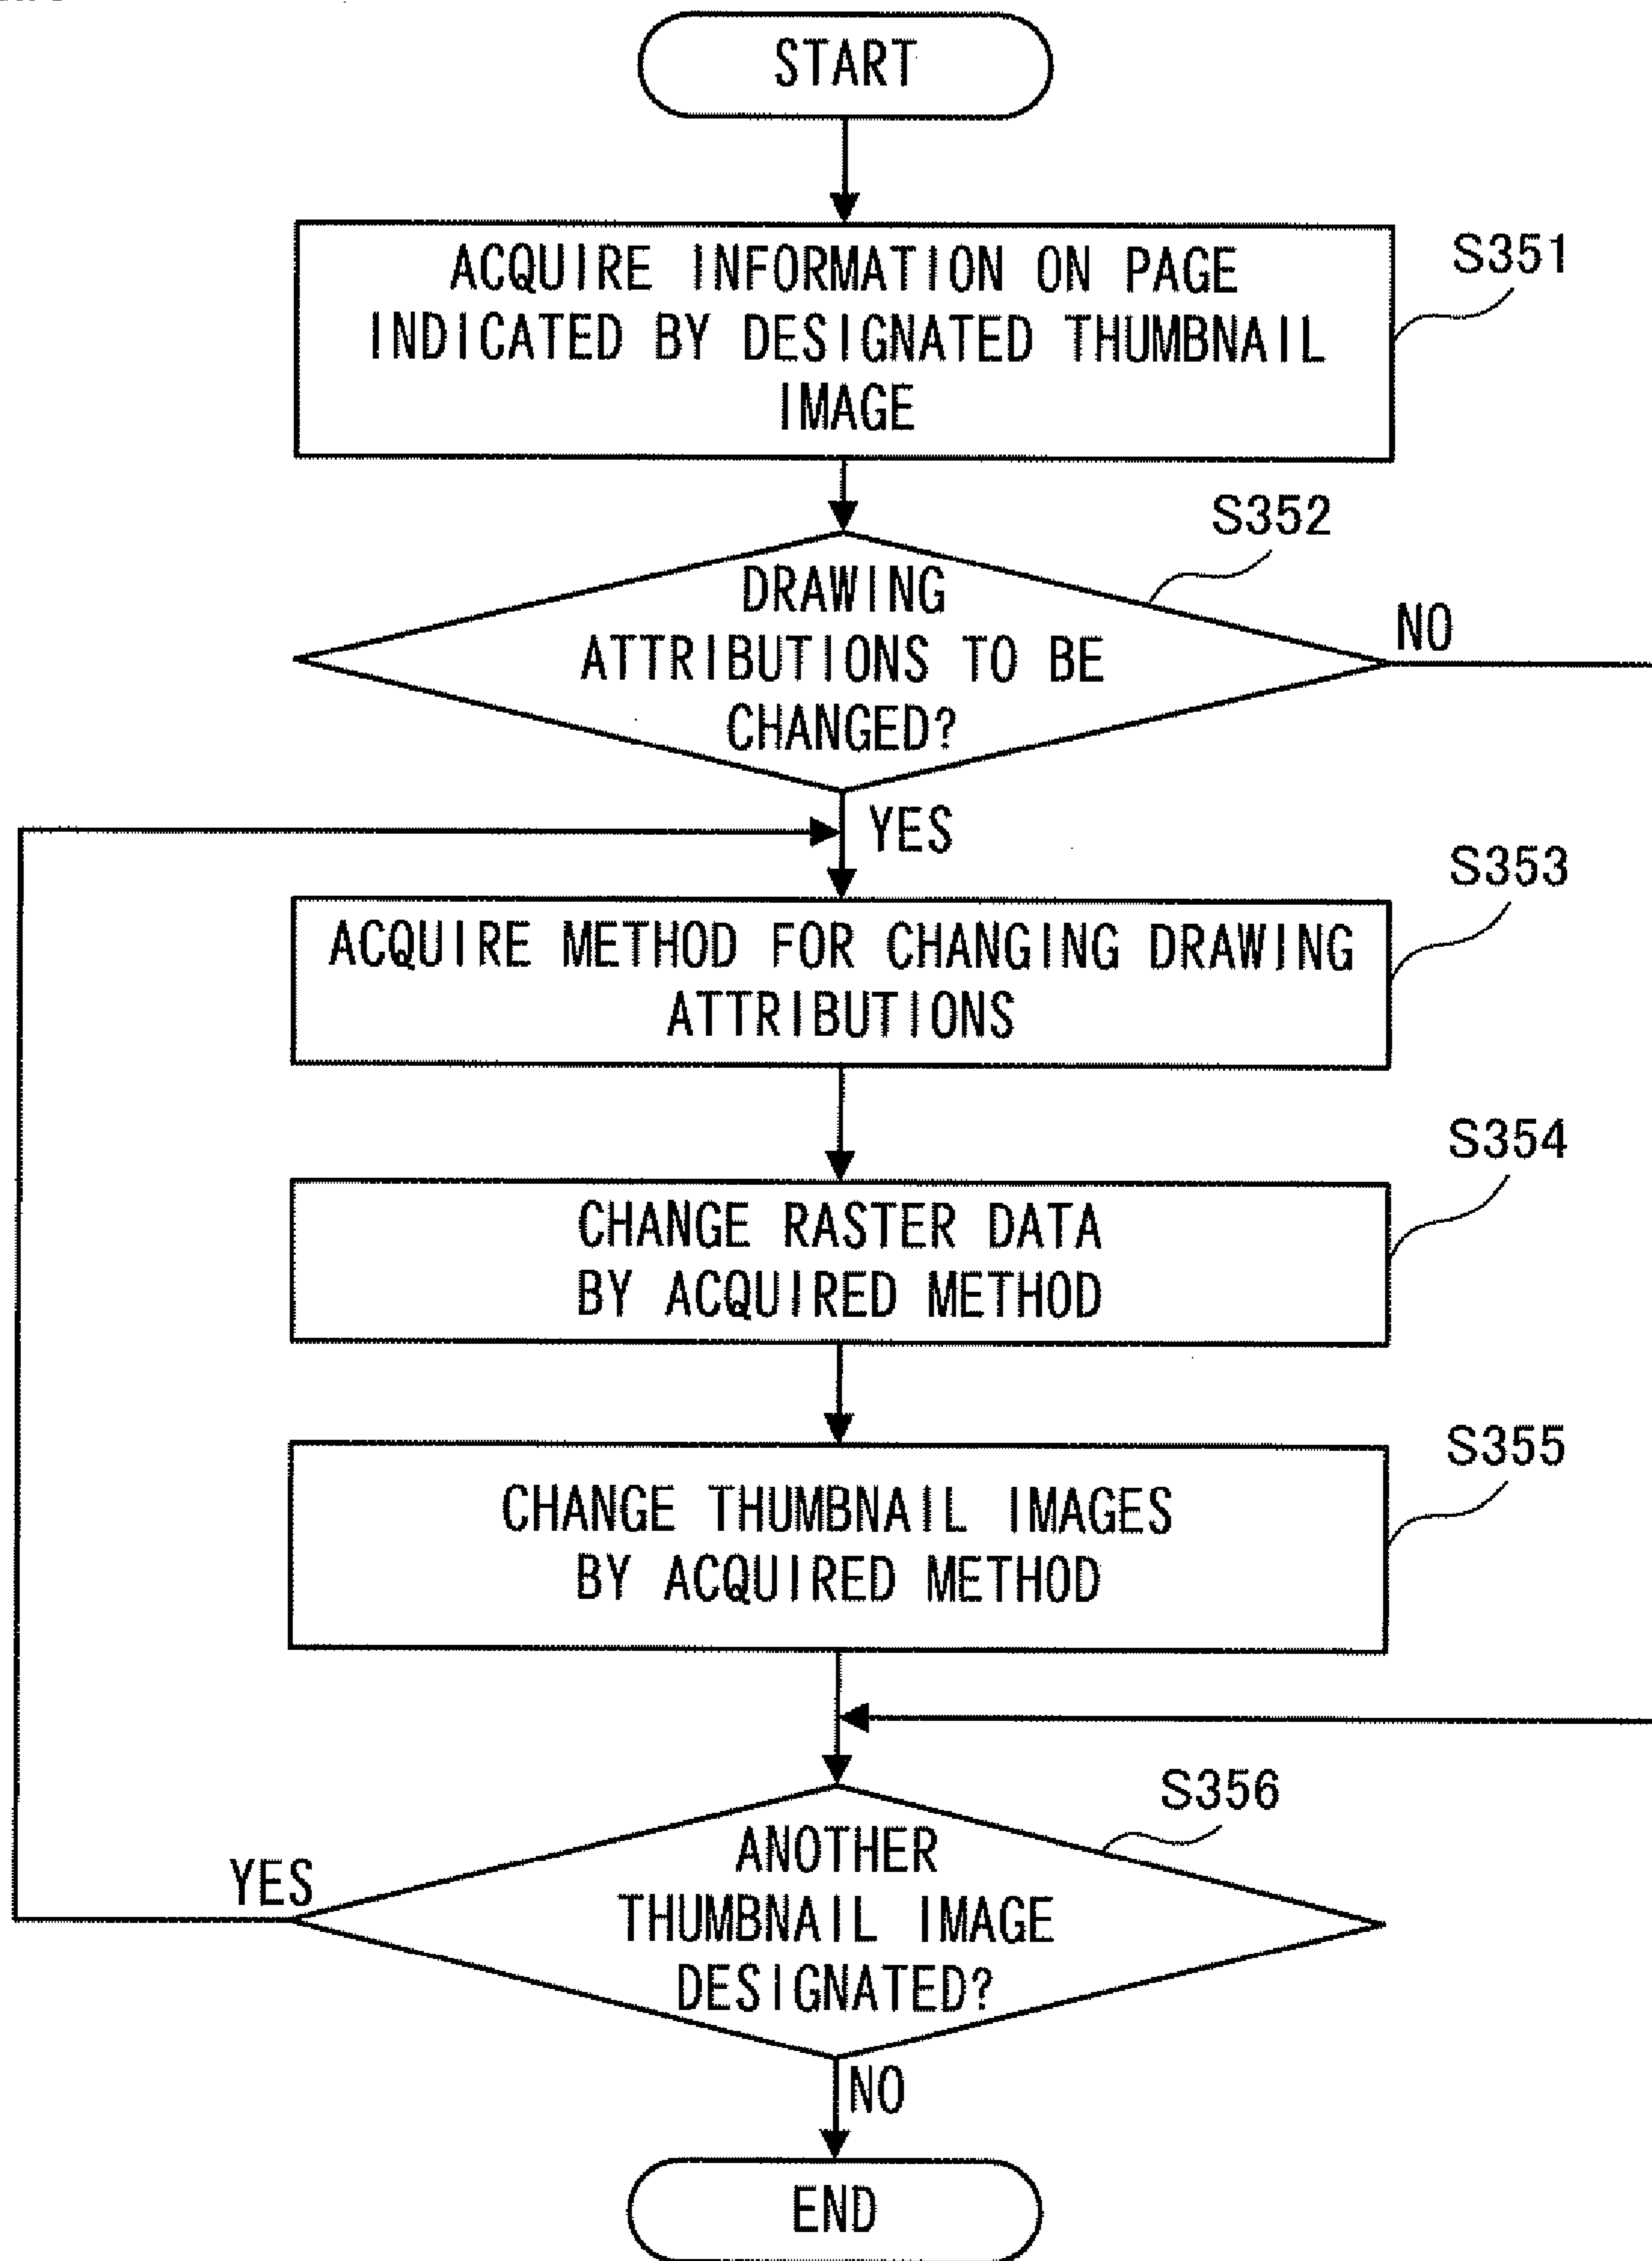 START
ACQUIRE INFORMATION ON PAGE
INDICATED BY DESIGNATED THUMBNAIL
IMAGE
S351
S352
DRAWING
ATTRIBUTIONS TO BE
CHANGED?
NO
YES
S353
ACQUIRE METHOD FOR CHANGING DRAWING
ATTRIBUTIONS
S354
CHANGE RASTER DATA
BY ACQUIRED METHOD
S355
CHANGE THUMBNAIL IMAGES
BY ACQUIRED METHOD
S356
ANOTHER
THUMBNAIL IMAGE
DESIGNATED?
YES
NO
END